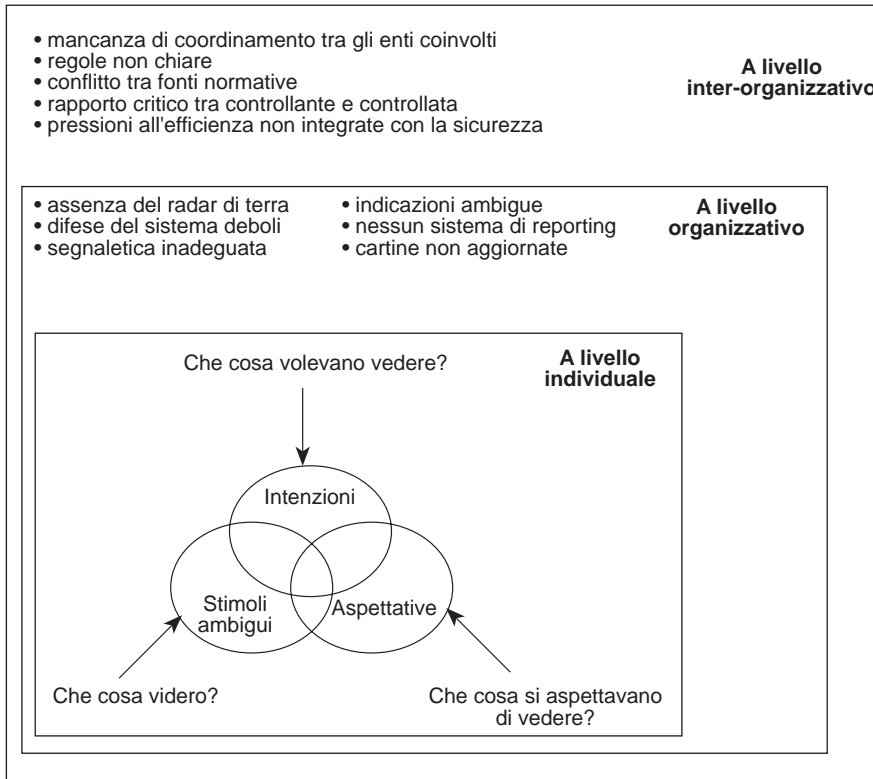 • mancanza di coordinamento tra gli enti coinvolti
• regole non chiare
• conflitto tra fonti normative
• rapporto critico tra controllante e controllata
• pressioni all'efficienza non integrate con la sicurezza
A livello
inter-organizzativo
• assenza del radar di terra
• difese del sistema deboli
• segnaletica inadeguata
• indicazioni ambigue
• nessun sistema di reporting
• cartine non aggiornate
A livello
organizzativo
Che cosa volevano vedere?
A livello
individuale
Intenzioni
Stimoli
ambigui
Aspettative
Che cosa videro?
Che cosa si aspettavano
di vedere?